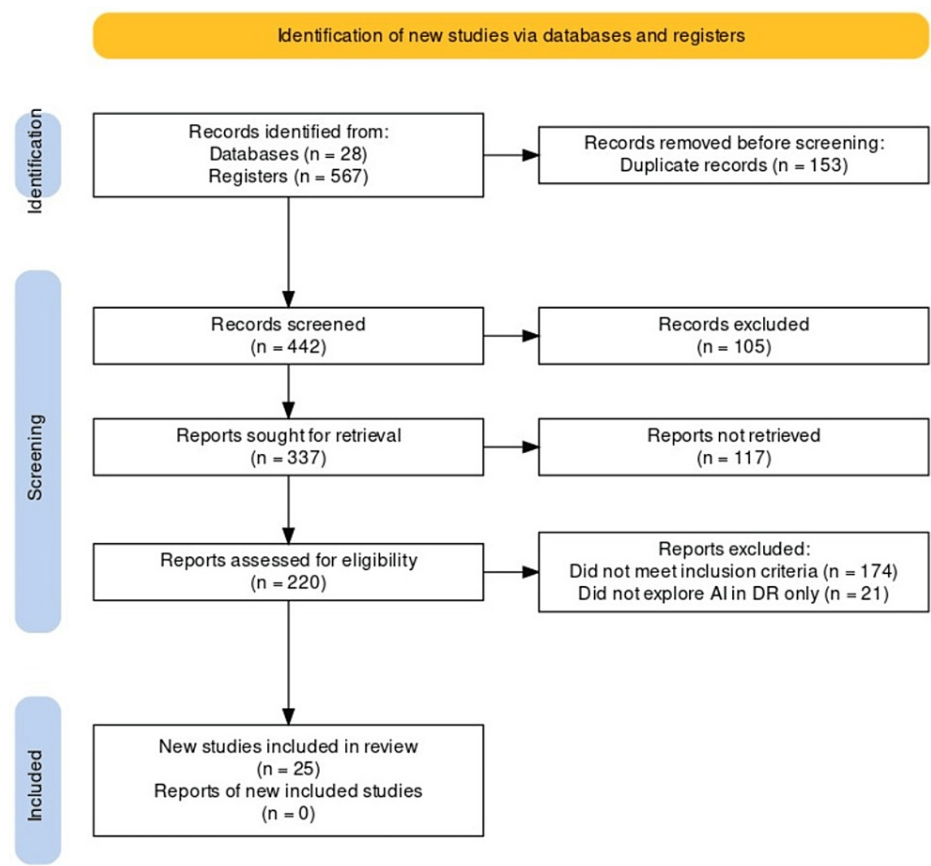 Identification of new studies via databases and registers
Identification
Records identified from:
Databases (n = 28)
Registers (n = 567)
Records removed before screening:
Duplicate records (n = 153)
Screening
Records screened
(n = 442)
Records excluded
(n = 105)
Reports sought for retrieval
(n = 337)
Reports not retrieved
(n = 117)
Reports assessed for eligibility
(n = 220)
Reports excluded:
Did not meet inclusion criteria (n = 174)
Did not explore AI in DR only (n = 21)
Included
New studies included in review
(n = 25)
Reports of new included studies
(n = 0)